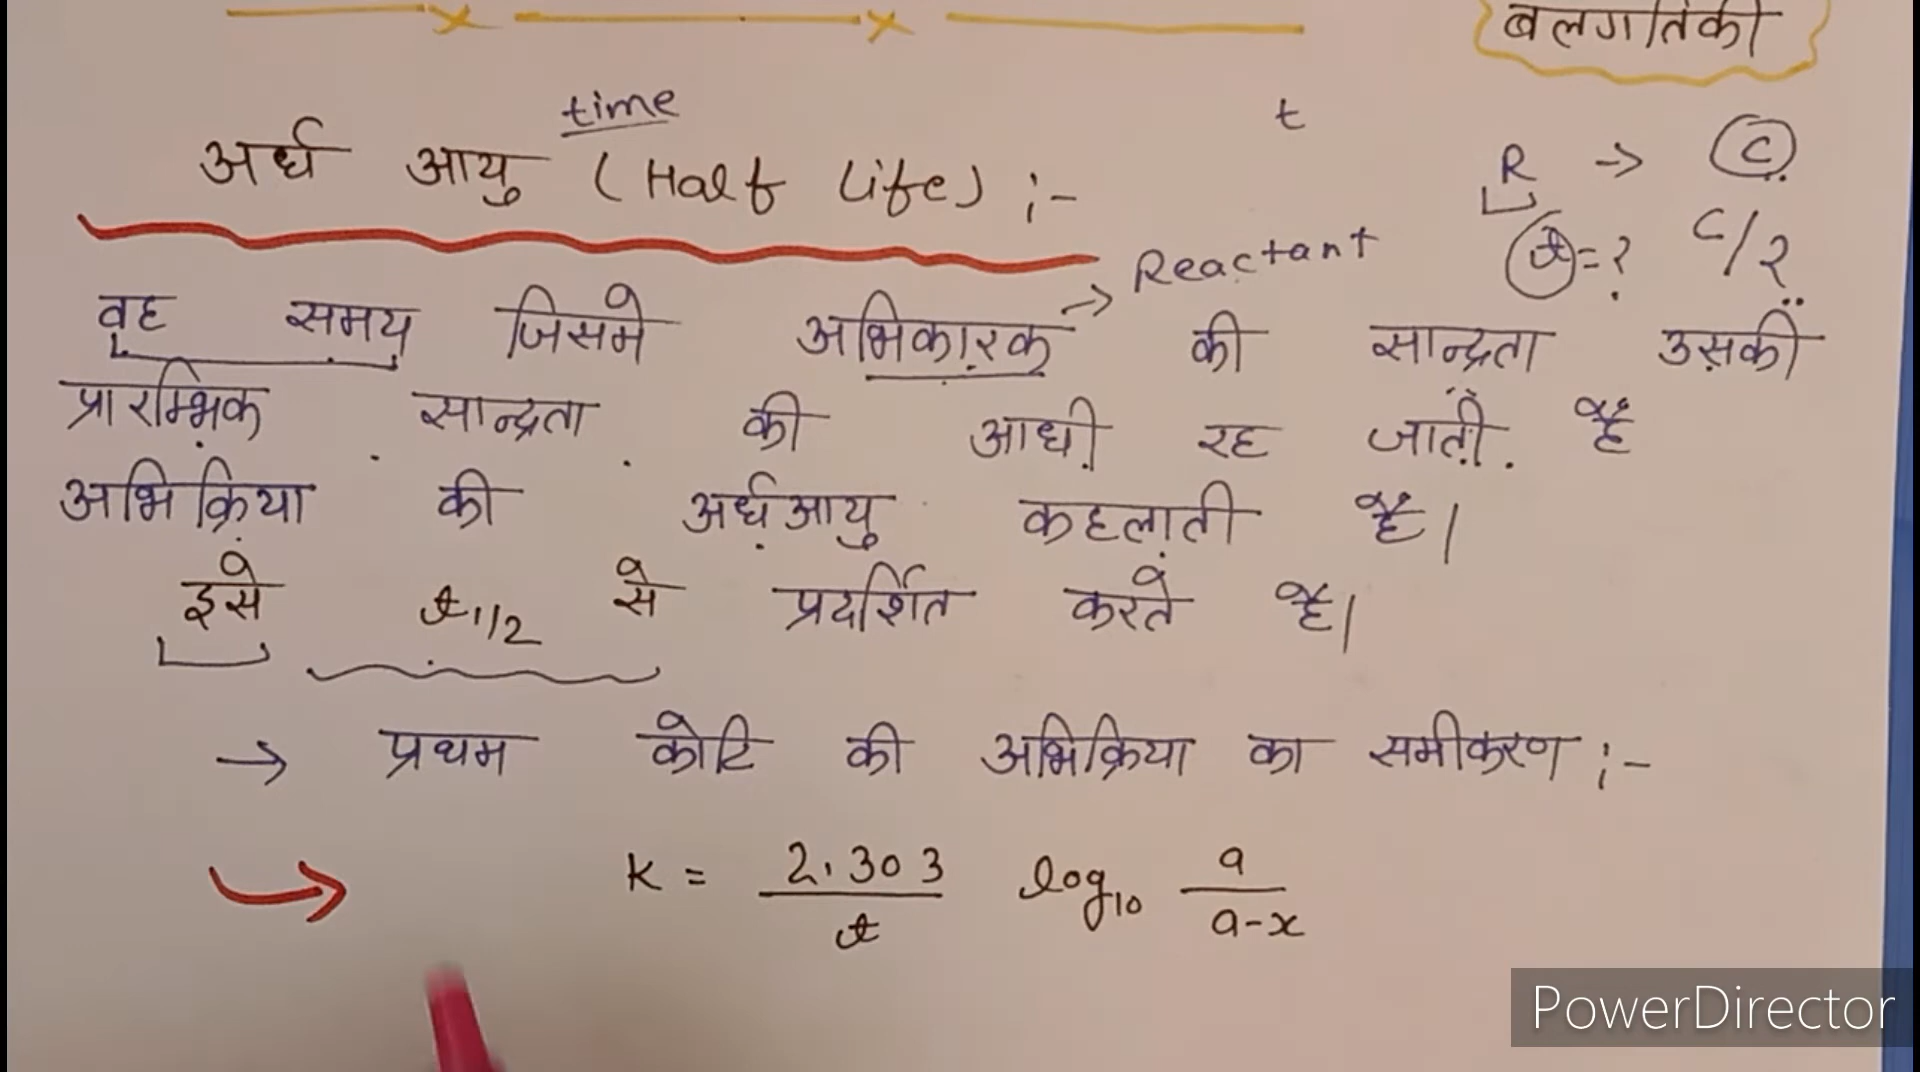 बलगतिकी
time
t
अर्ध आयु (Half Life) :-
R → C
t = ? C/2
→ Reactant
वह समय जिसमे अभिकारक की सान्द्रता उसकी
प्रारम्भिक सान्द्रता की आधी रह जाती है
अभिक्रिया की अर्धआयु कहलाती है।
इसे t1/2 से प्रदर्शित करते है।
→ प्रथम कोटि की अभिक्रिया का समीकरण :-
K = 2.303/t log10 a/a-x
PowerDirector